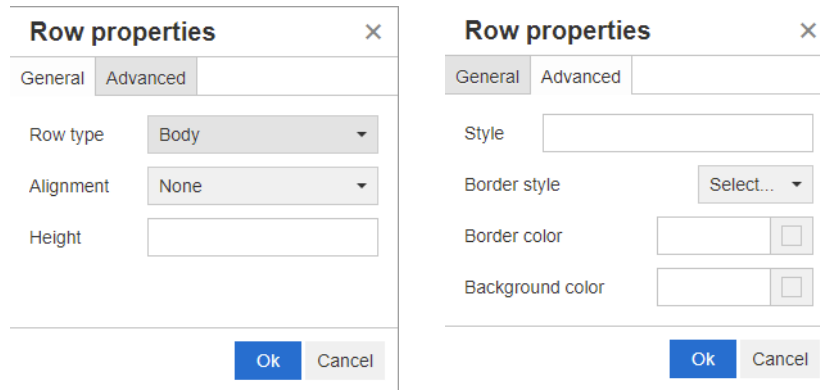 Row properties ×
General Advanced
Row type Body
Alignment None
Height
Ok Cancel
Row properties ×
General Advanced
Style
Border style Select...
Border color
Background color
Ok Cancel